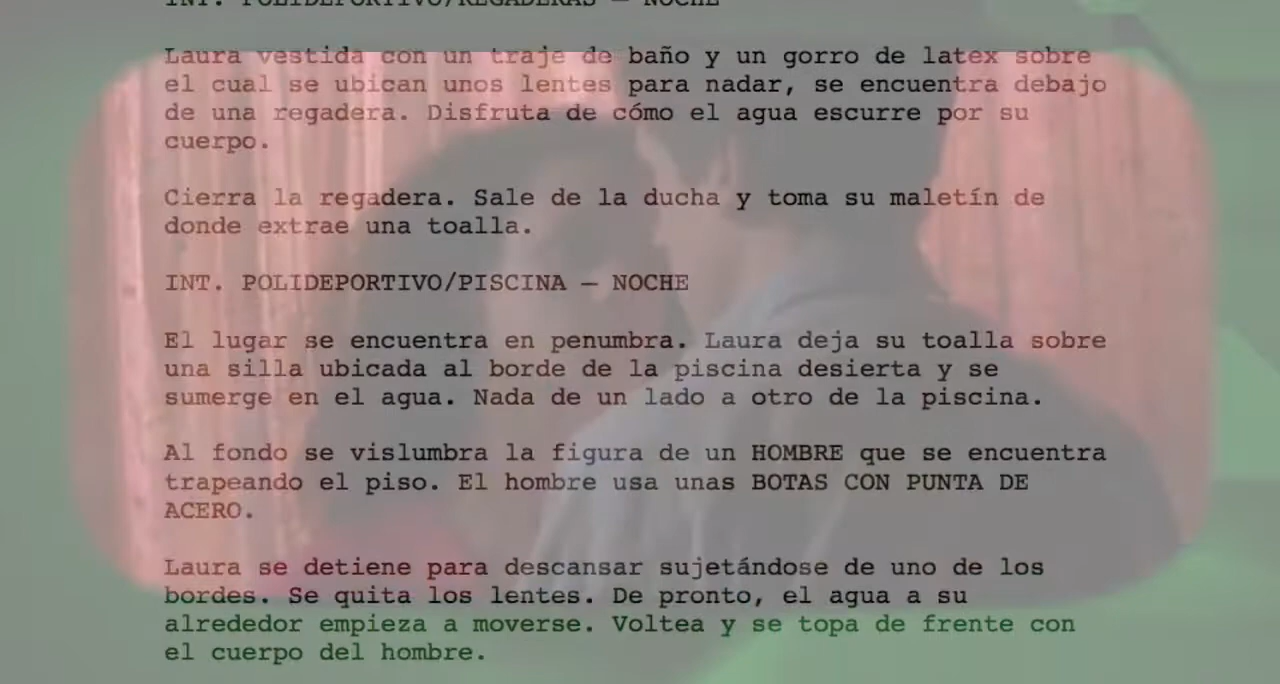 INT. POLIDEPORTIVO/REGADERAS — NOCHE
Laura vestida con un traje de baño y un gorro de latex sobre
el cual se ubican unos lentes para nadar, se encuentra debajo
de una regadera. Disfruta de cómo el agua escurre por su
cuerpo.
Cierra la regadera. Sale de la ducha y toma su maletín de
donde extrae una toalla.
INT. POLIDEPORTIVO/PISCINA — NOCHE
El lugar se encuentra en penumbra. Laura deja su toalla sobre
una silla ubicada al borde de la piscina desierta y se
sumerge en el agua. Nada de un lado a otro de la piscina.
Al fondo se vislumbra la figura de un HOMBRE que se encuentra
trapeando el piso. El hombre usa unas BOTAS CON PUNTA DE
ACERO.
Laura se detiene para descansar sujetándose de uno de los
bordes. Se quita los lentes. De pronto, el agua a su
alrededor empieza a moverse. Voltea y se topa de frente con
el cuerpo del hombre.